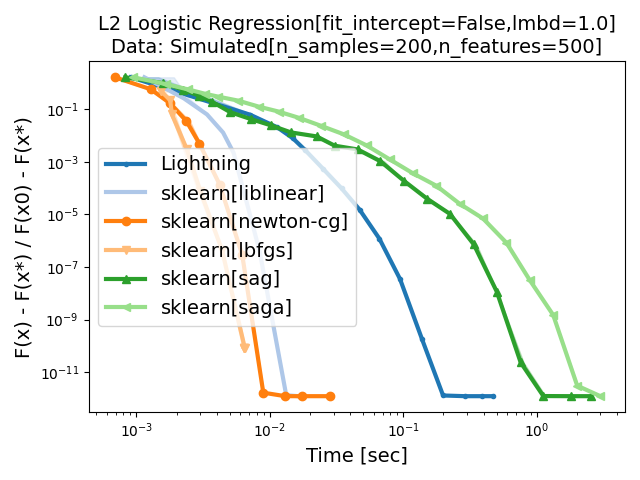 L2 Logistic Regression[fit_intercept=False,lmbd=1.0]
Data: Simulated[n_samples=200,n_features=500]
F(x) - F(x*) / F(x0) - F(x*)
10⁻¹
10⁻³
10⁻⁵
10⁻⁷
10⁻⁹
10⁻¹¹
Lightning
sklearn[liblinear]
sklearn[newton-cg]
sklearn[lbfgs]
sklearn[sag]
sklearn[saga]
10⁻³ 10⁻² 10⁻¹ 10⁰
Time [sec]